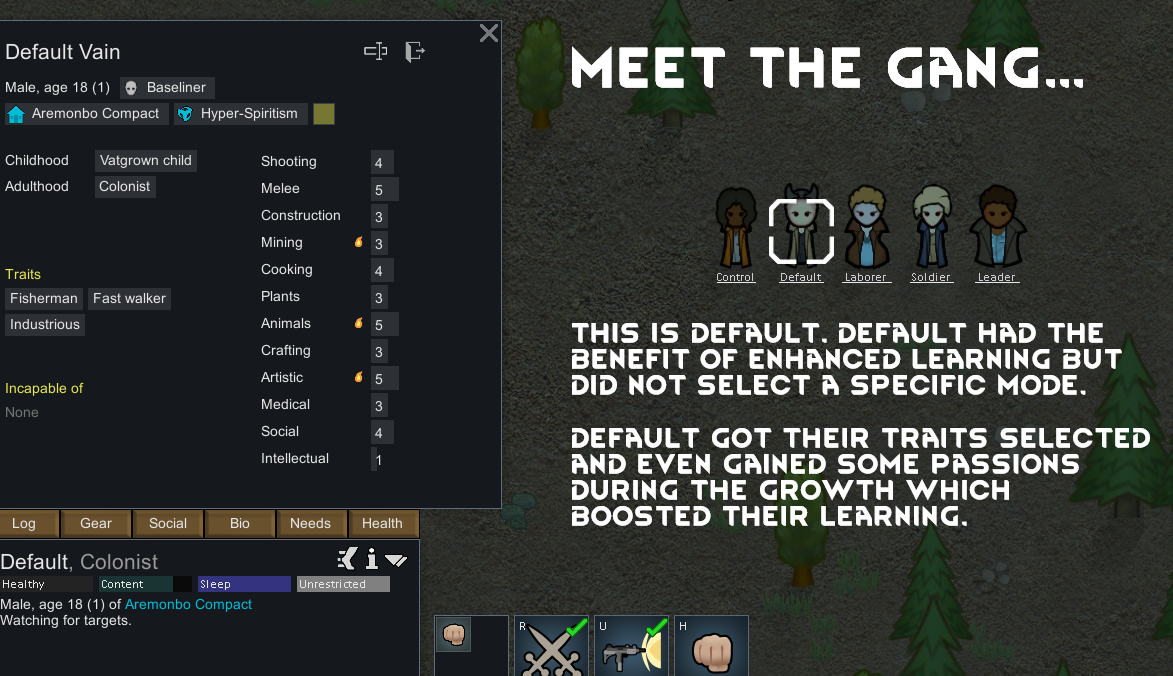 Default Vain
Male, age 18 (1) Baseliner
Aremonbo Compact Hyper-Spiritism
Childhood Vatgrown child
Adulthood Colonist
Traits
Fisherman Fast walker
Industrious
Incapable of
None
Shooting 4
Melee 5
Construction 3
Mining 3
Cooking 4
Plants 3
Animals 5
Crafting 3
Artistic 5
Medical 3
Social 4
Intellectual 1
Log Gear Social Bio Needs Health
Default, Colonist
Healthy Content Sleep Unrestricted
Male, age 18 (1) of Aremonbo Compact
Watching for targets.
MEET THE GANG...
Control Default Laborer Soldier Leader
THIS IS DEFAULT. DEFAULT HAD THE
BENEFIT OF ENHANCED LEARNING BUT
DID NOT SELECT A SPECIFIC MODE.
DEFAULT GOT THEIR TRAITS SELECTED
AND EVEN GAINED SOME PASSIONS
DURING THE GROWTH WHICH
BOOSTED THEIR LEARNING.
R U H